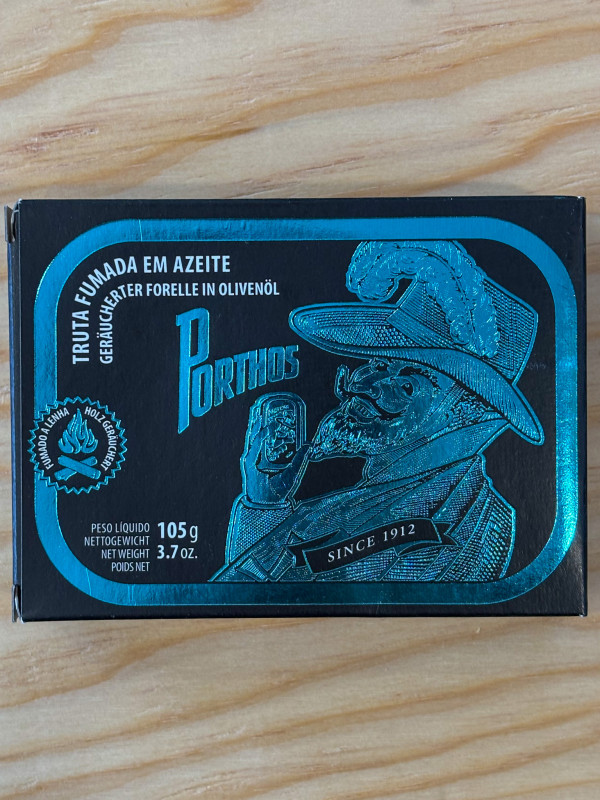 TRUTA FUMADA EM AZEITE
GERÄUCHERTER FORELLE IN OLIVENÖL
PORTHOS
FUMADO A LENHA
HOLZ GERÄUCHERT
PESO LÍQUIDO 105 g
NETTOGEWICHT
NET WEIGHT 3.7 oz.
POIDS NET
SINCE 1912